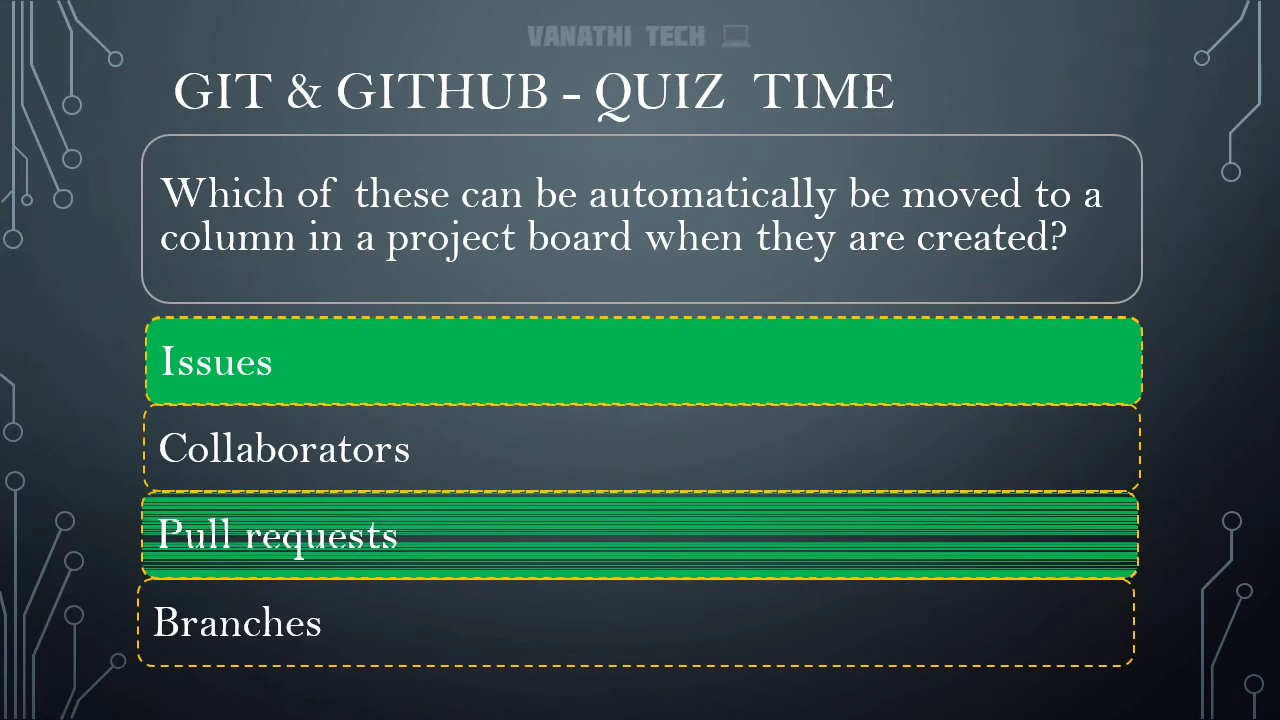 VANATHI TECH
GIT & GITHUB - QUIZ TIME
Which of these can be automatically be moved to a
column in a project board when they are created?
Issues
Collaborators
Pull requests
Branches